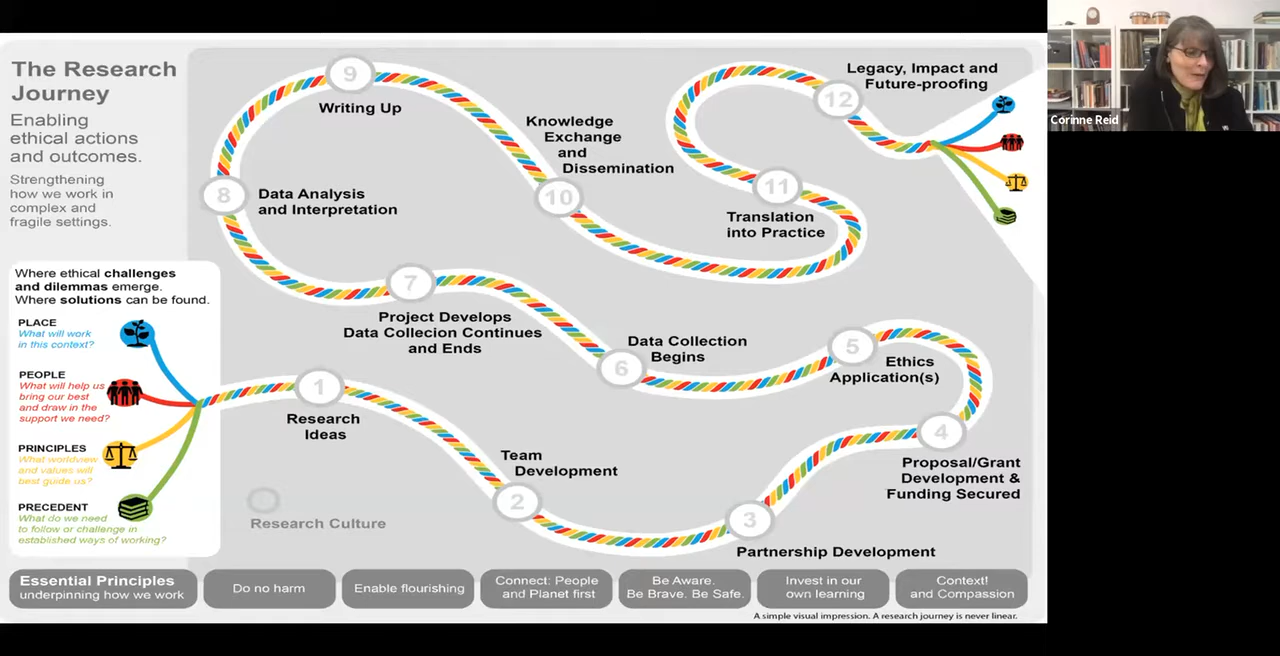 The Research
Journey
Enabling
ethical actions
and outcomes.
Strengthening
how we work in
complex and
fragile settings.
Where ethical challenges
and dilemmas emerge.
Where solutions can be found.
PLACE
What will work
in this context?
PEOPLE
What will help us
bring our best
and draw in the
support we need?
PRINCIPLES
What worldview
and values will
best guide us?
PRECEDENT
What do we need
to follow or challenge in
established ways of working?
1
Research
Ideas
2
Team
Development
3
Partnership Development
4
Proposal/Grant
Development &
Funding Secured
5
Ethics
Application(s)
6
Data Collection
Begins
7
Project Develops
Data Collecion Continues
and Ends
8
Data Analysis
and Interpretation
9
Writing Up
10
Knowledge
Exchange
and
Dissemination
11
Translation
into Practice
12
Legacy, Impact and
Future-proofing
Research Culture
Essential Principles
underpinning how we work
Do no harm
Enable flourishing
Connect: People
and Planet first
Be Aware.
Be Brave. Be Safe.
Invest in our
own learning
Context!
and Compassion
A simple visual impression. A research journey is never linear.
Corinne Reid